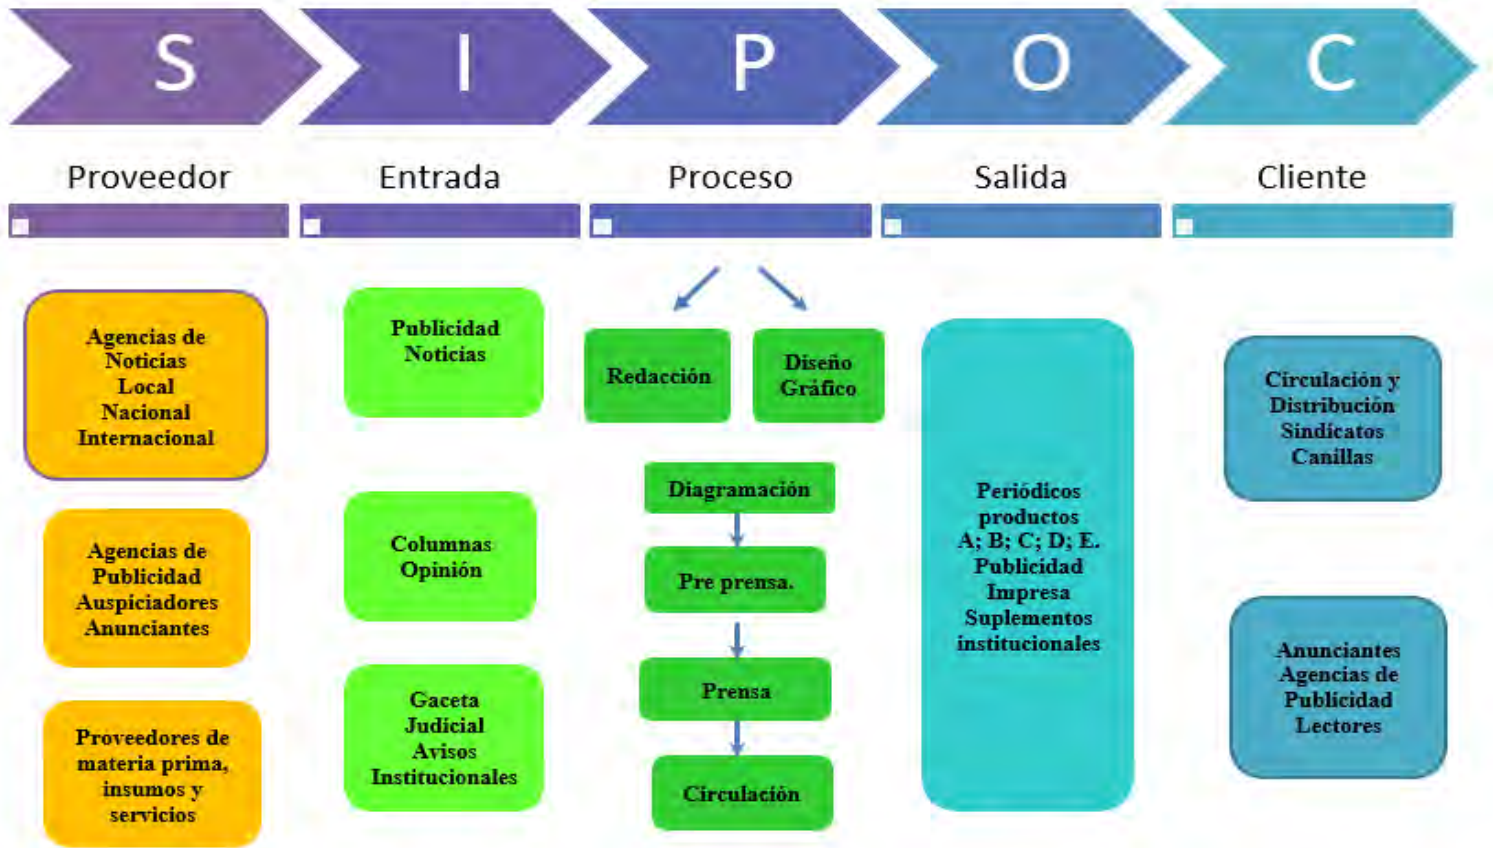 S
I
P
O
C
Proveedor
Entrada
Proceso
Salida
Cliente
Agencias de
Noticias
Local
Nacional
Internacional
Agencias de
Publicidad
Auspiciadores
Anunciantes
Proveedores de
materia prima,
insumos y
servicios
Publicidad
Noticias
Columnas
Opinión
Gaceta
Judicial
Avisos
Institucionales
Redacción
Diseño
Gráfico
Diagramación
Pre prensa.
Prensa
Circulación
Periódicos
productos
A; B; C; D; E.
Publicidad
Impresa
Suplementos
institucionales
Circulación y
Distribución
Sindicatos
Canillas
Anunciantes
Agencias de
Publicidad
Lectores